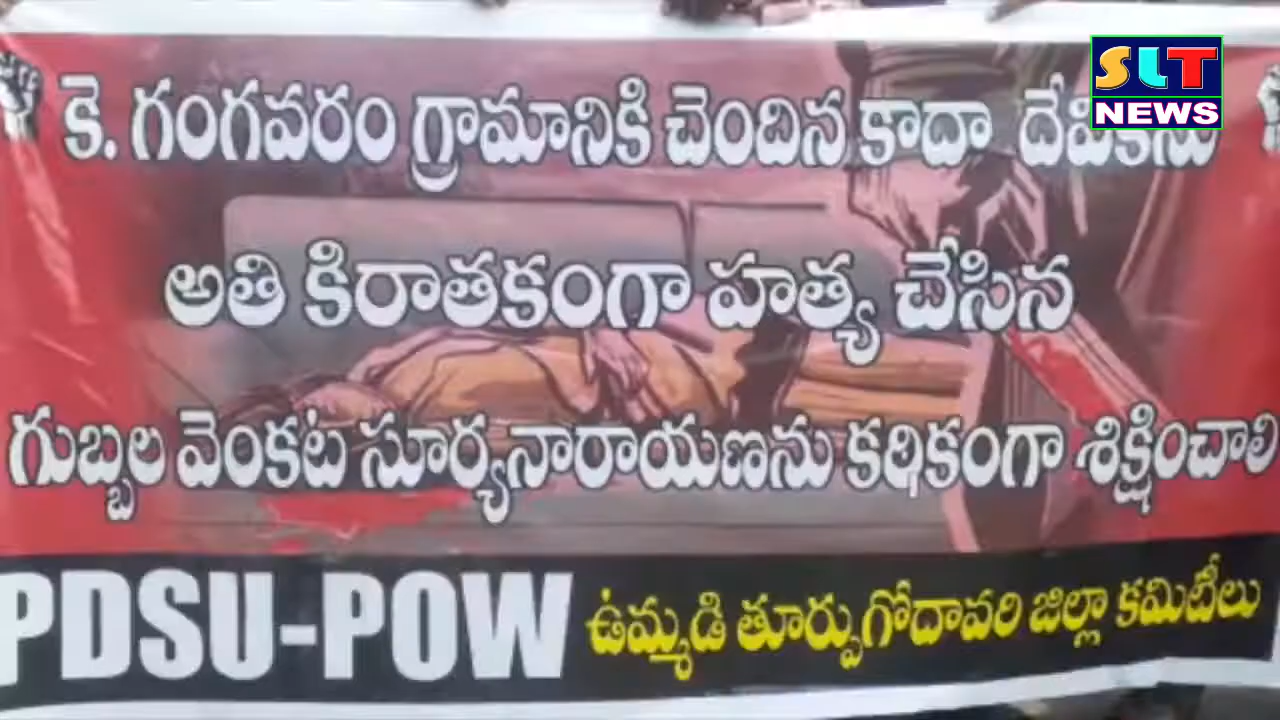 SLT
NEWS
కె. గంగవరం గ్రామానికి చెందిన కాదా దేవికను
అతి కిరాతకంగా హత్య చేసిన
గుబ్బల వెంకట సూర్యనారాయణను కఠికంగా శిక్షించాలి
PDSU-POW ఉమ్మడి తూర్పుగోదావరి జిల్లా కమిటీలు